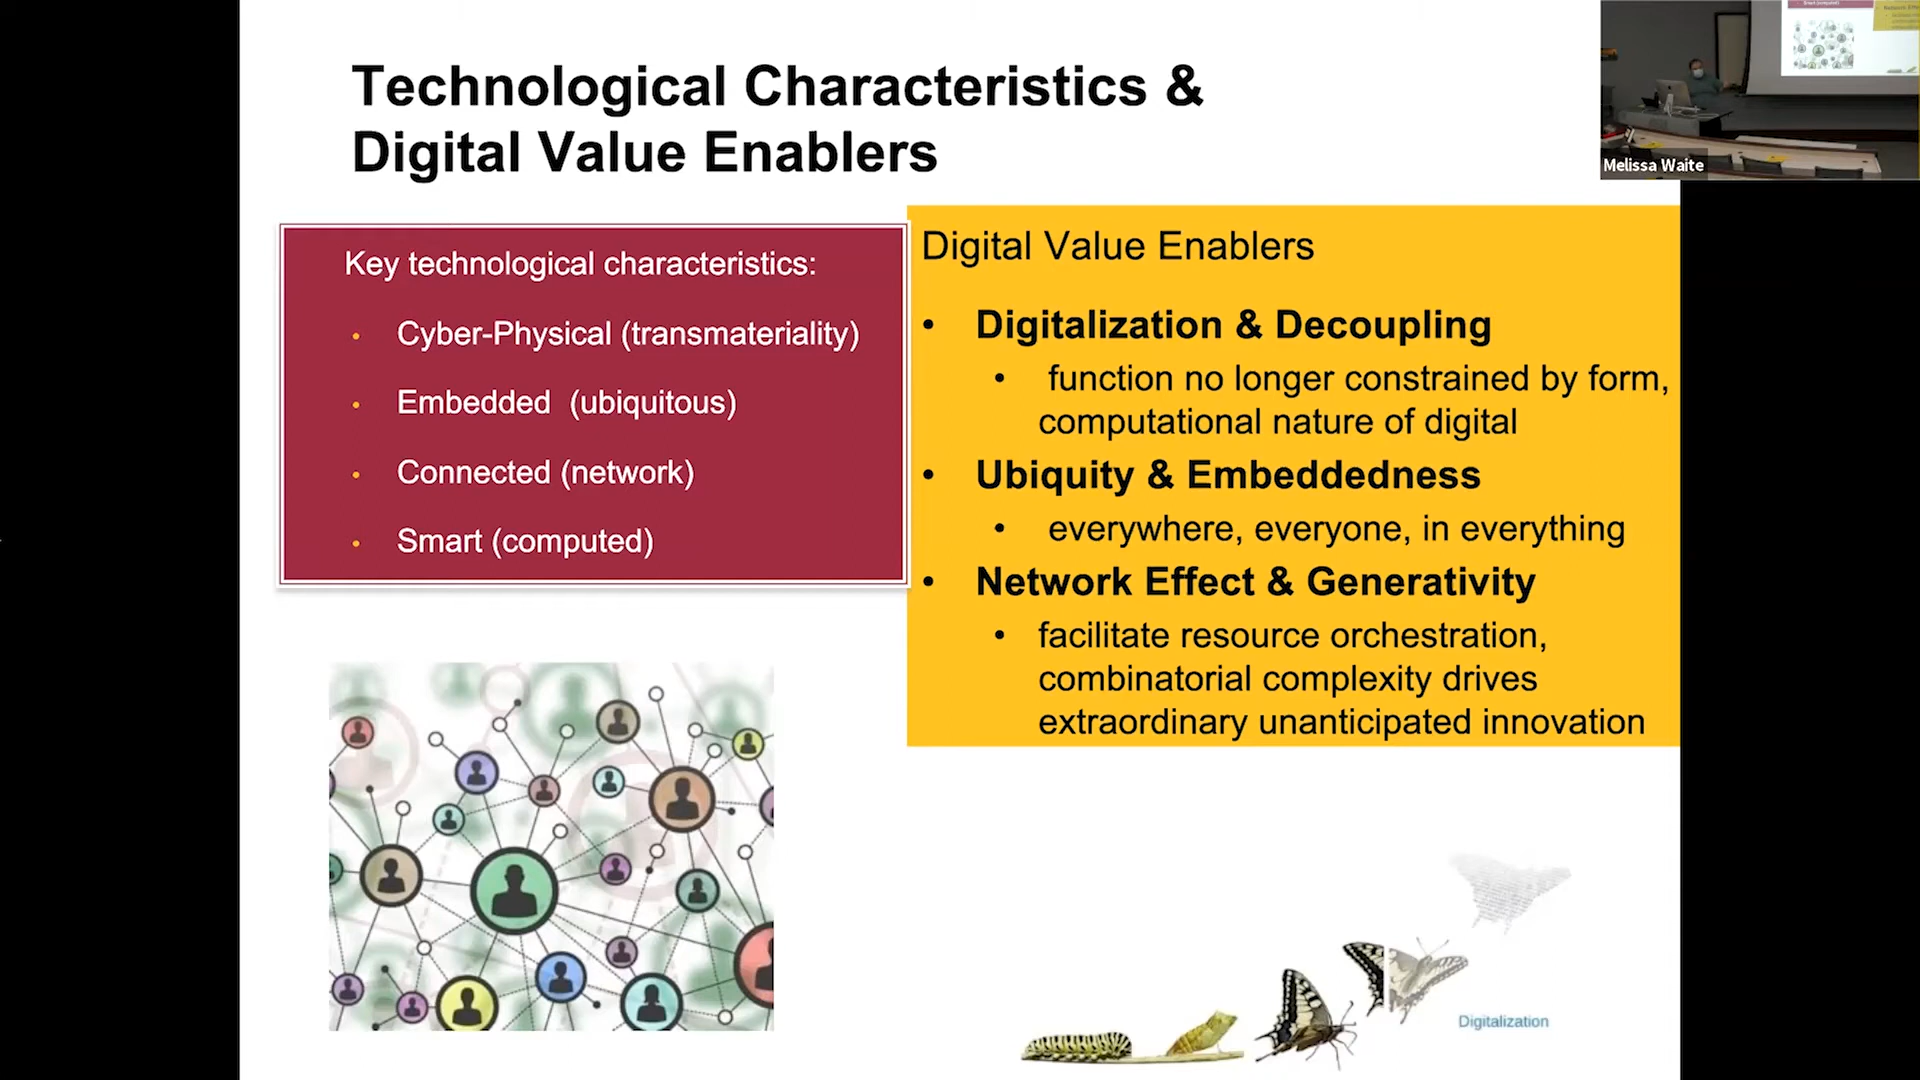 Technological Characteristics &
Digital Value Enablers
Key technological characteristics:
• Cyber-Physical (transmateriality)
• Embedded (ubiquitous)
• Connected (network)
• Smart (computed)
Digital Value Enablers
• Digitalization & Decoupling
• function no longer constrained by form,
computational nature of digital
• Ubiquity & Embeddedness
• everywhere, everyone, in everything
• Network Effect & Generativity
• facilitate resource orchestration,
combinatorial complexity drives
extraordinary unanticipated innovation
Digitalization
Melissa Waite